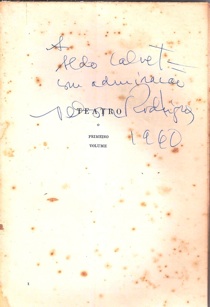 A
Aldo Calvet
com admiração
Nelson Rodrigues
TEATRO
PRIMEIRO
VOLUME
1960